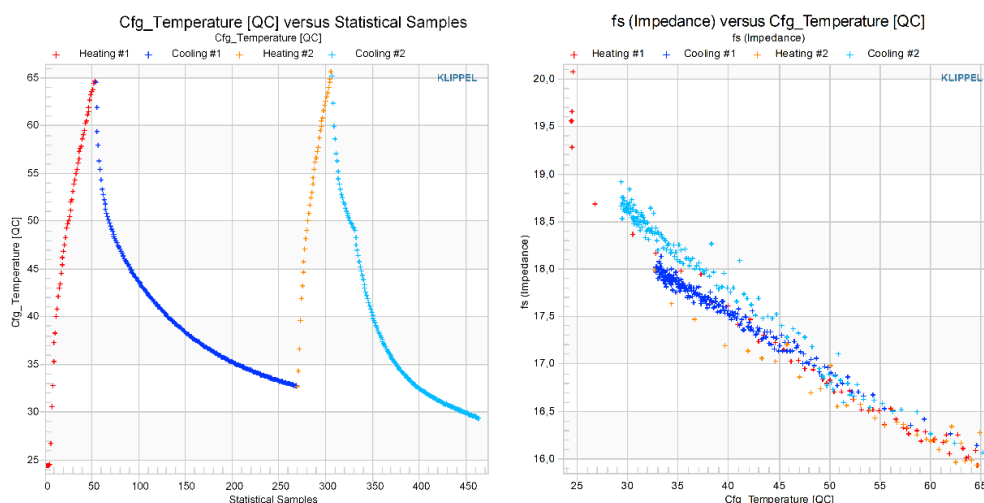 Cfg_Temperature [QC] versus Statistical Samples
Cfg_Temperature [QC]
Heating #1 Cooling #1 Heating #2 Cooling #2
KLIPPEL
Cfg_Temperature [QC]
65
60
55
50
45
40
35
30
25
0 50 100 150 200 250 300 350 400 450
Statistical Samples
fs (Impedance) versus Cfg_Temperature [QC]
fs (Impedance)
Heating #1 Cooling #1 Heating #2 Cooling #2
KLIPPEL
fs (Impedance)
20,0
19,5
19,0
18,5
18,0
17,5
17,0
16,5
16,0
25 30 35 40 45 50 55 60 65
Cfg_Temperature [QC]